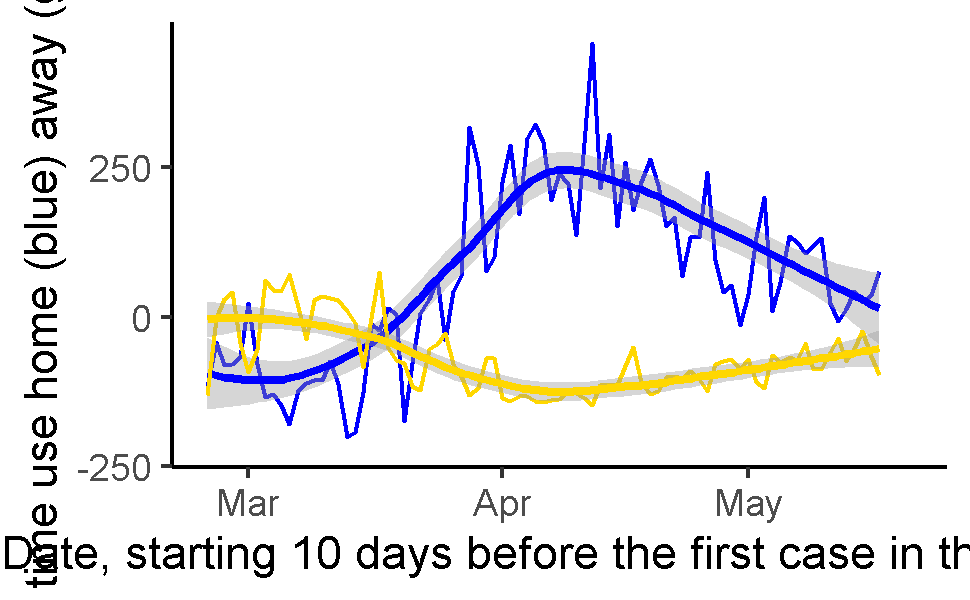 time use home (blue) away (
250
0
-250
Mar Apr May
Date, starting 10 days before the first case in th